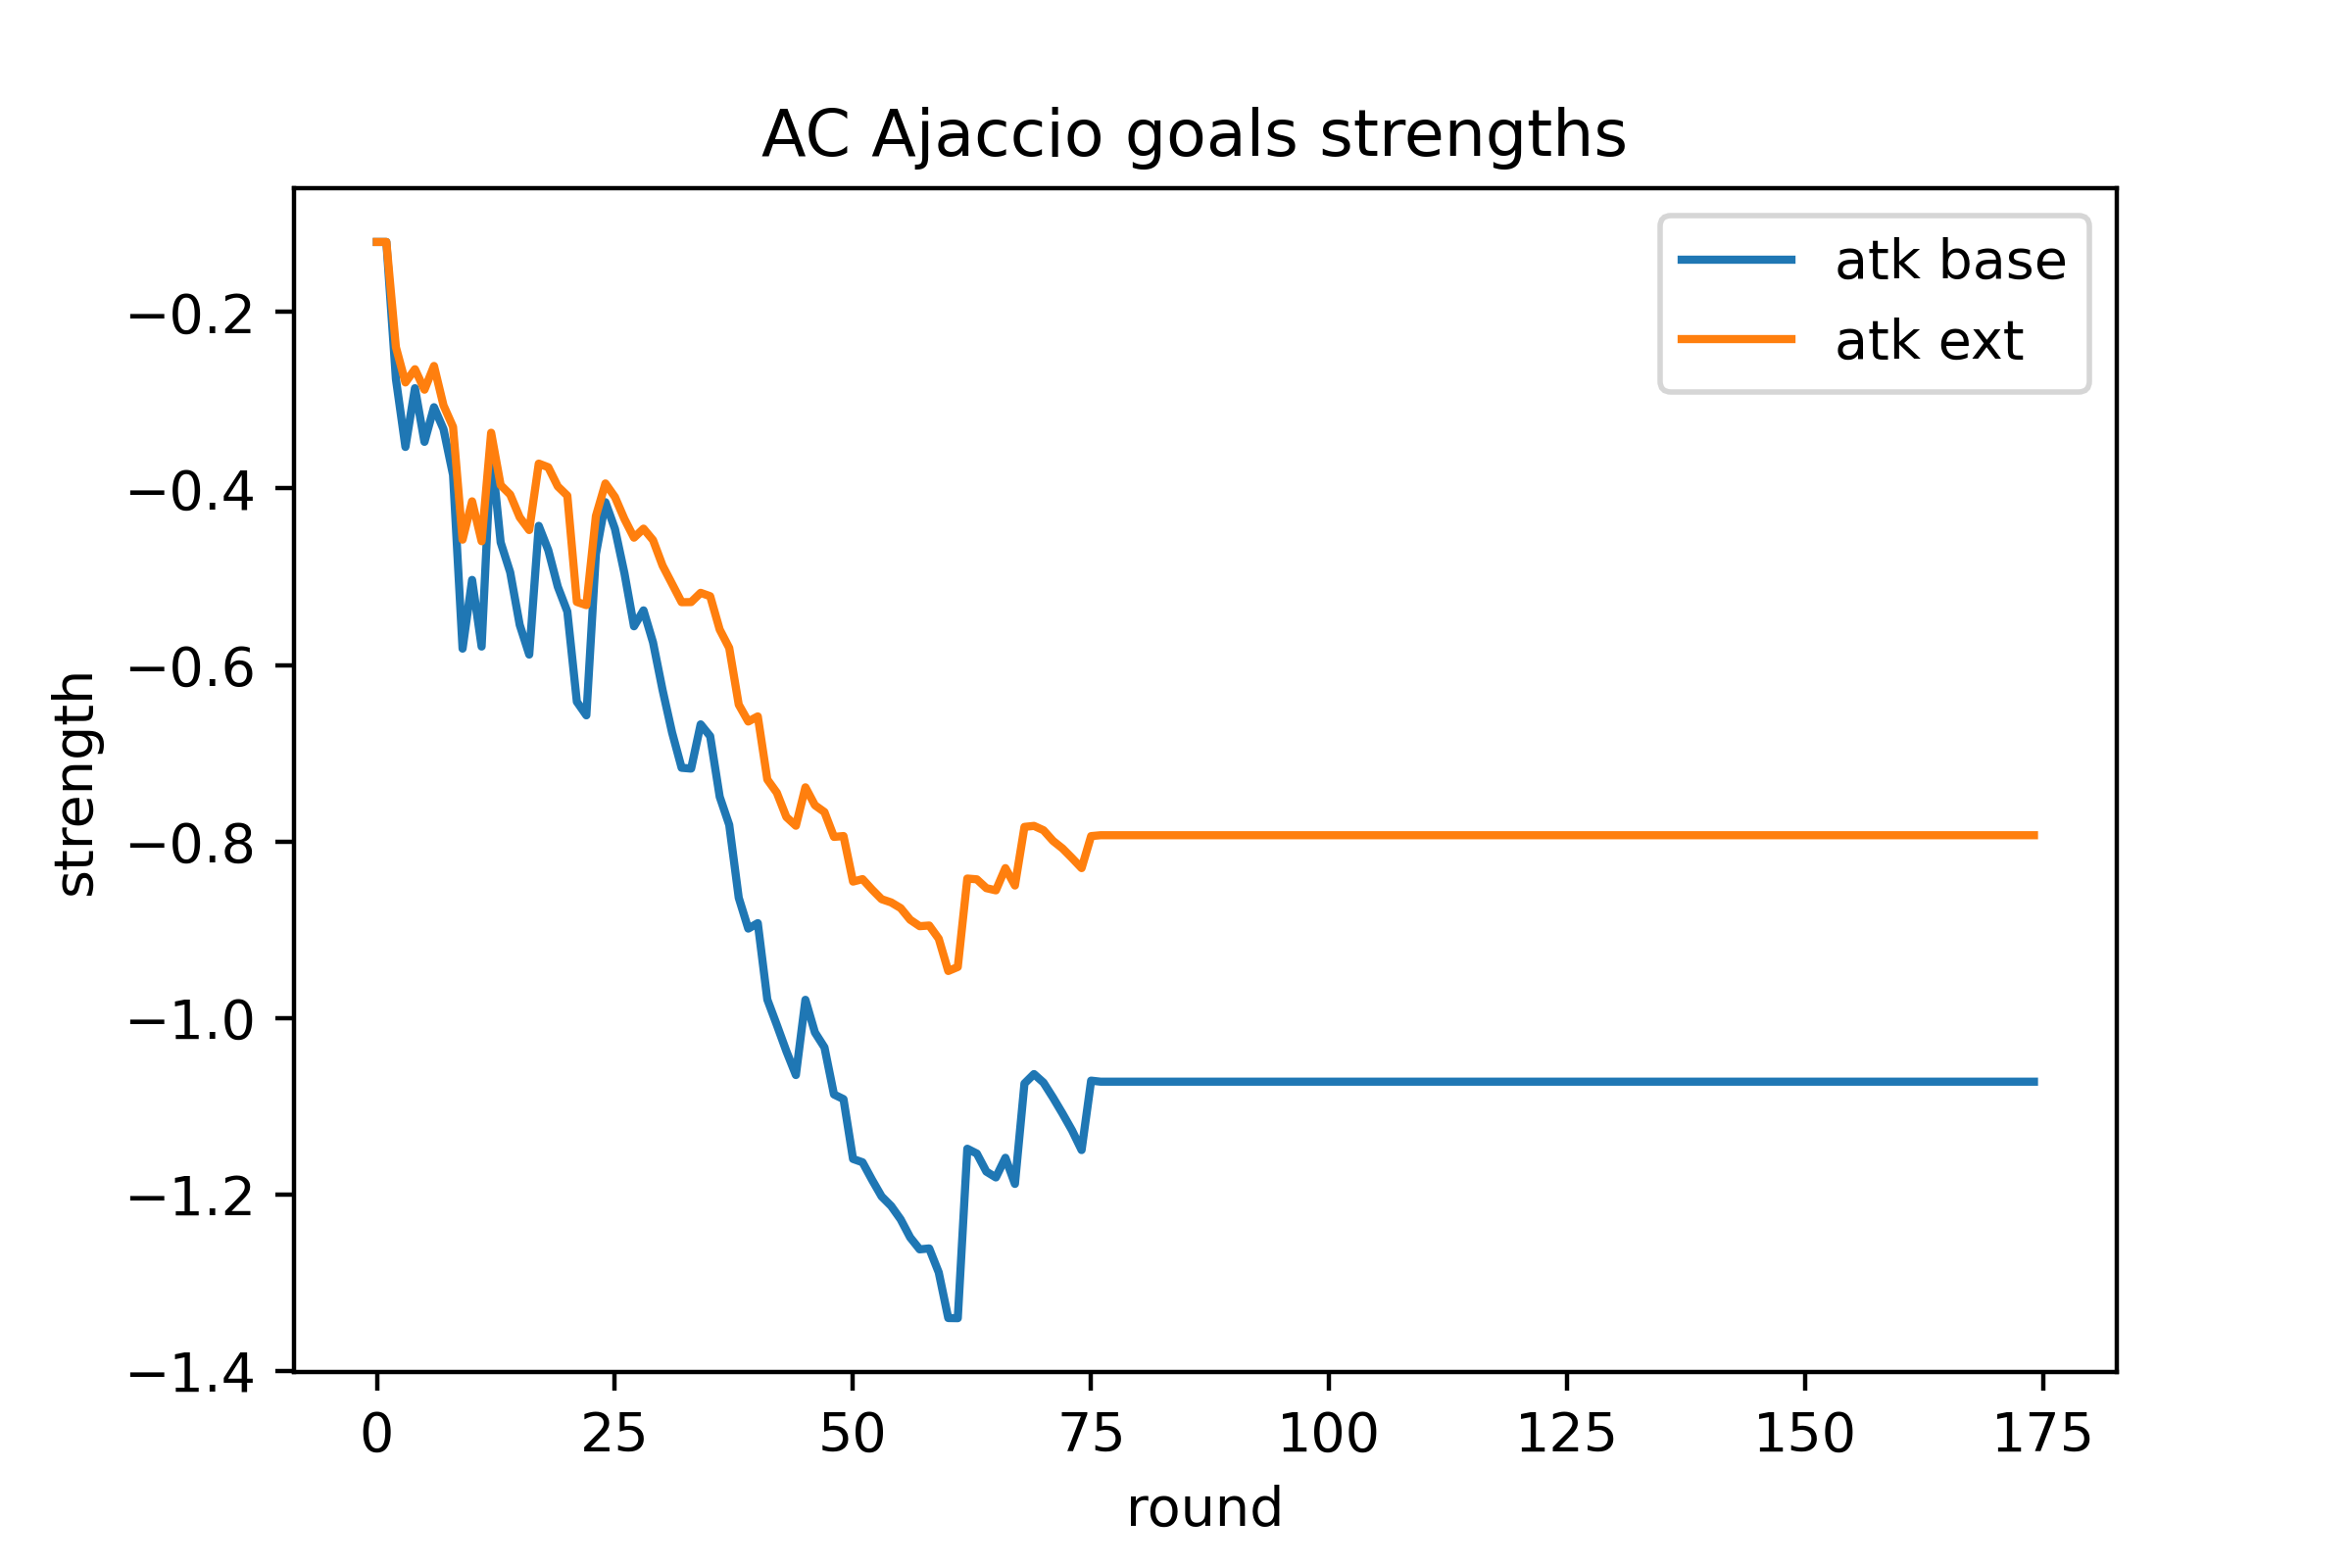 AC Ajaccio goals strengths
atk base
atk ext
strength
−0.2
−0.4
−0.6
−0.8
−1.0
−1.2
−1.4
0 25 50 75 100 125 150 175
round